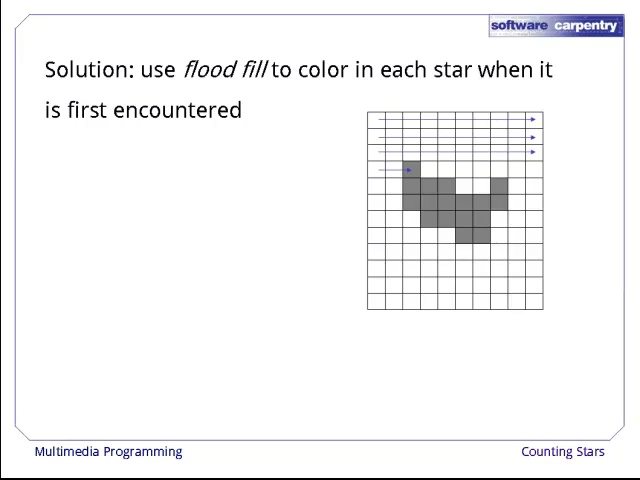 software carpentry
Solution: use flood fill to color in each star when it
is first encountered
Multimedia Programming
Counting Stars